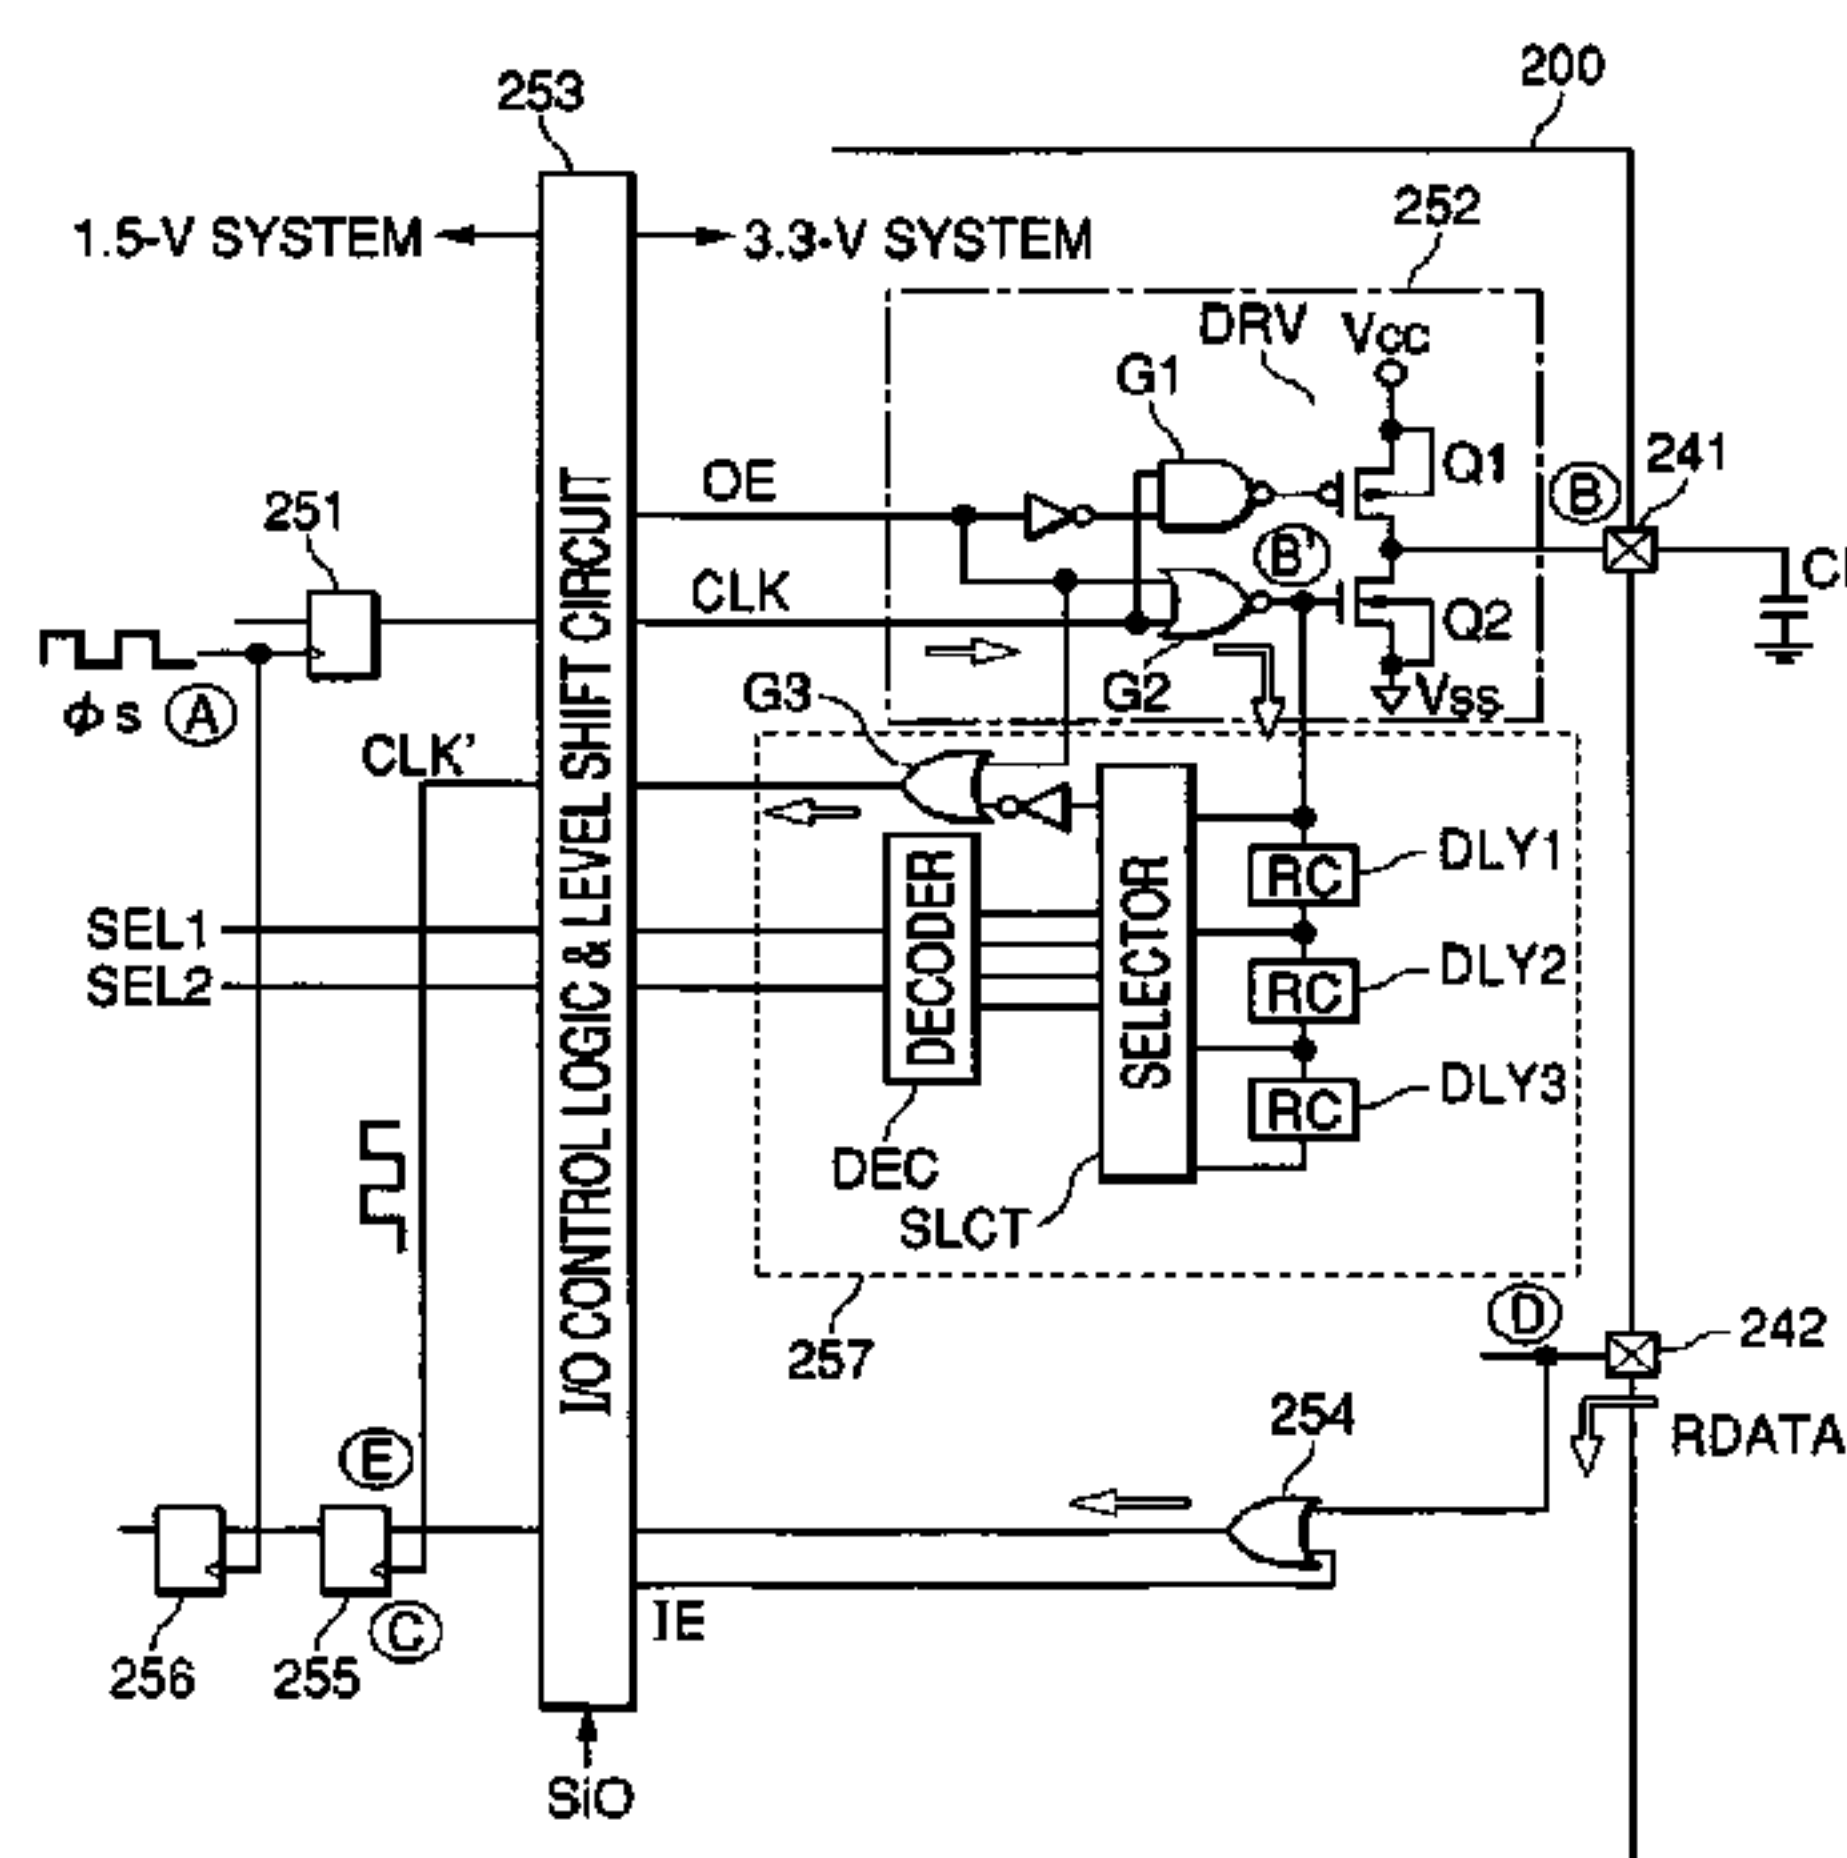 253
200
252
1.5-V SYSTEM
3.3-V SYSTEM
DRV
VCC
G1
Q1
B
241
OE
251
B'
CLK
Q2
ϕs A
G3
G2
VSS
CLK'
I/O CONTROL LOGIC & LEVEL SHIFT CIRCUIT
SEL1
SEL2
DECODER
SELECTOR
RC
DLY1
RC
DLY2
RC
DLY3
DEC
SLCT
257
D
242
254
RDATA
E
IE
C
256
255
SiO